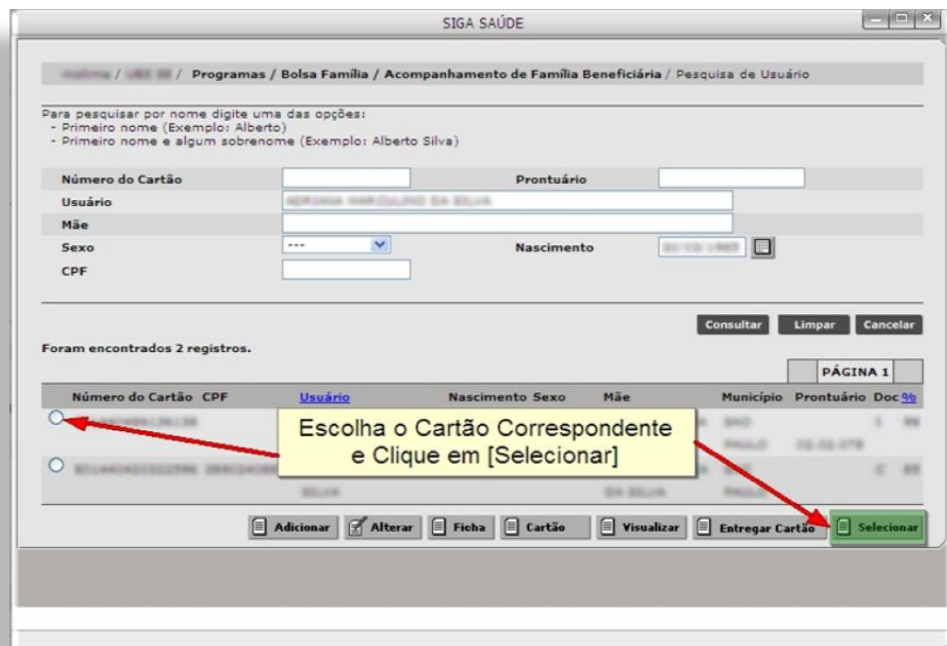 SIGA SAÚDE
/ / Programas / Bolsa Família / Acompanhamento de Família Beneficiária / Pesquisa de Usuário
Para pesquisar por nome digite uma das opções:
- Primeiro nome (Exemplo: Alberto)
- Primeiro nome e algum sobrenome (Exemplo: Alberto Silva)
Número do Cartão Prontuário
Usuário
Mãe
Sexo --- Nascimento
CPF
Consultar Limpar Cancelar
Foram encontrados 2 registros.
PÁGINA 1
Número do Cartão CPF Usuário Nascimento Sexo Mãe Município Prontuário Doc %
Escolha o Cartão Correspondente
e Clique em [Selecionar]
Adicionar Alterar Ficha Cartão Visualizar Entregar Cartão Selecionar